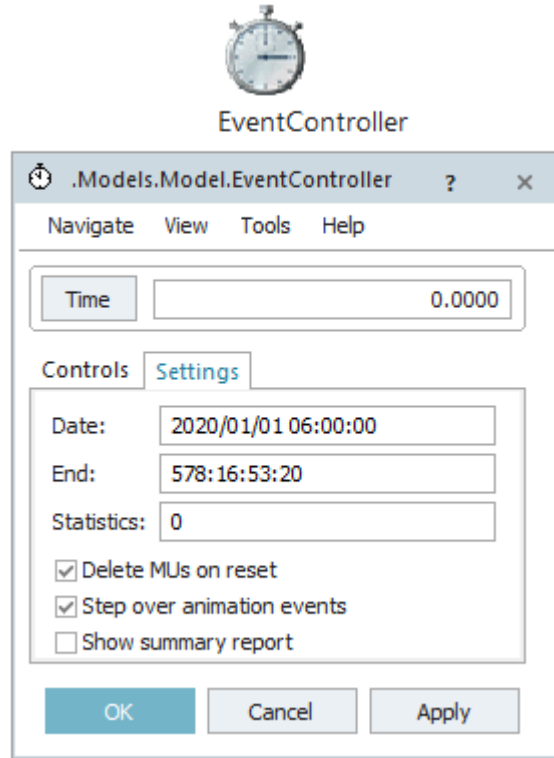 EventController
.Models.Model.EventController ? ×
Navigate View Tools Help
Time 0.0000
Controls Settings
Date: 2020/01/01 06:00:00
End: 578:16:53:20
Statistics: 0
Delete MUs on reset
Step over animation events
Show summary report
OK Cancel Apply